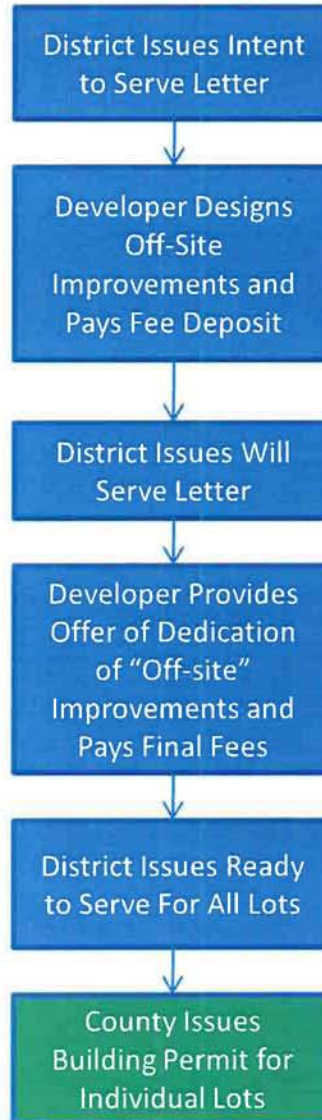 District Issues Intent
to Serve Letter
Developer Designs
Off-Site
Improvements and
Pays Fee Deposit
District Issues Will
Serve Letter
Developer Provides
Offer of Dedication
of “Off-site”
Improvements and
Pays Final Fees
District Issues Ready
to Serve For All Lots
County Issues
Building Permit for
Individual Lots